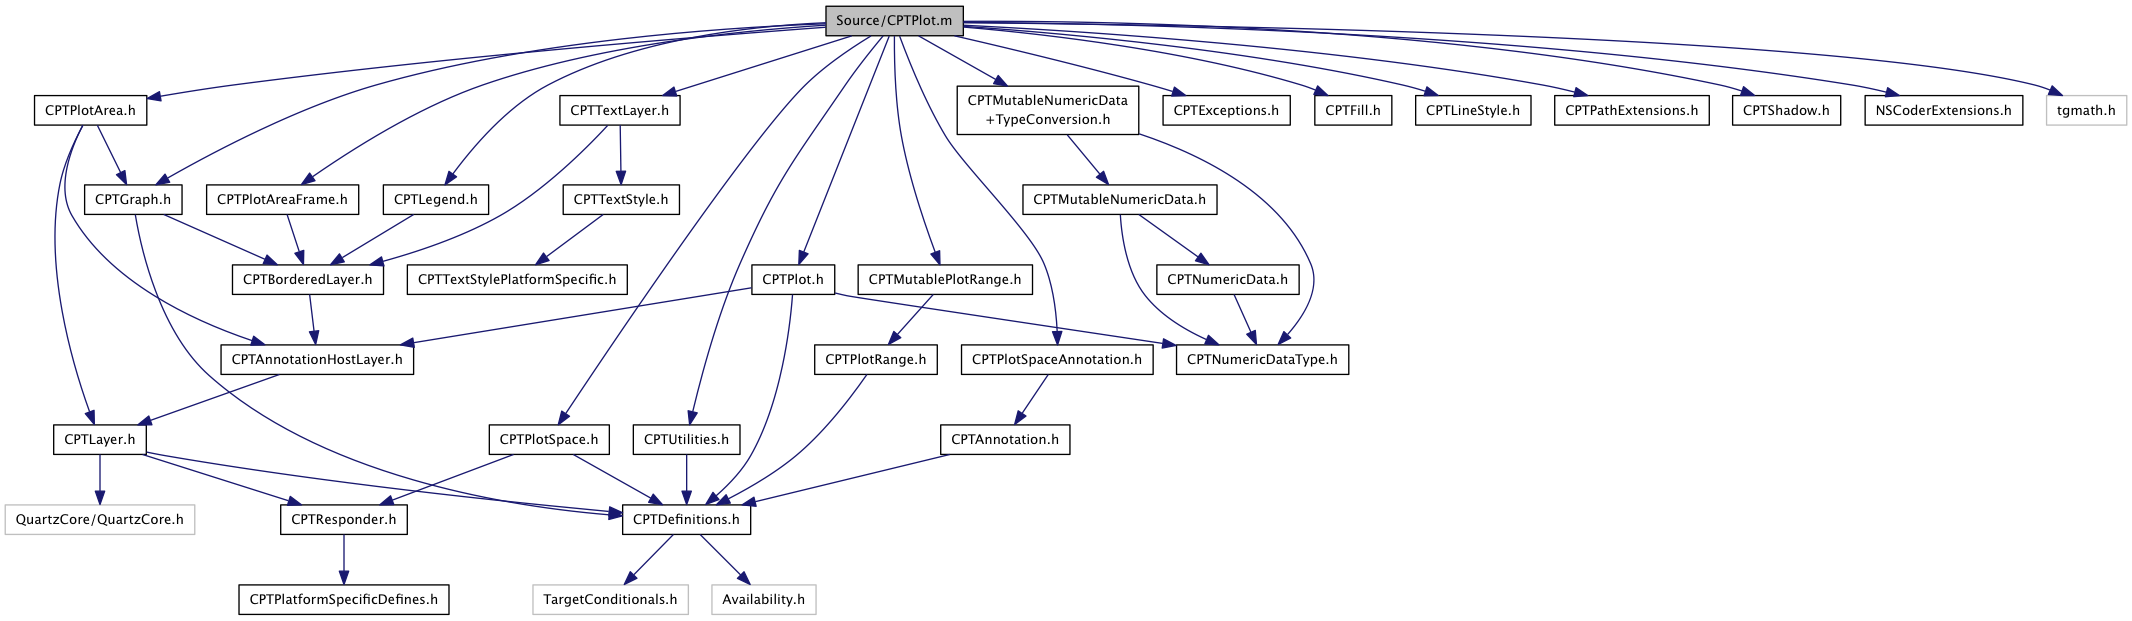 Source/CPTPlot.m
CPTPlotArea.h
CPTTextLayer.h
CPTMutableNumericData
+TypeConversion.h
CPTExceptions.h
CPTFill.h
CPTLineStyle.h
CPTPathExtensions.h
CPTShadow.h
NSCoderExtensions.h
tgmath.h
CPTGraph.h
CPTPlotAreaFrame.h
CPTLegend.h
CPTTextStyle.h
CPTMutableNumericData.h
CPTBorderedLayer.h
CPTTextStylePlatformSpecific.h
CPTPlot.h
CPTMutablePlotRange.h
CPTNumericData.h
CPTAnnotationHostLayer.h
CPTPlotRange.h
CPTPlotSpaceAnnotation.h
CPTNumericDataType.h
CPTLayer.h
CPTPlotSpace.h
CPTUtilities.h
CPTAnnotation.h
QuartzCore/QuartzCore.h
CPTResponder.h
CPTDefinitions.h
CPTPlatformSpecificDefines.h
TargetConditionals.h
Availability.h